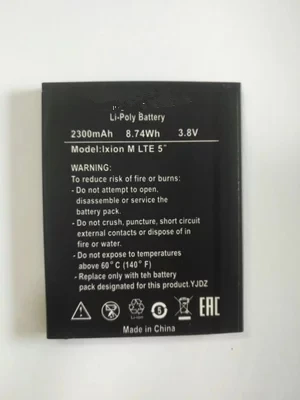 Li-Poly Battery
2300mAh 8.74Wh 3.8V
Model:Ixion M LTE 5"
WARNING:
To reduce risk of fire or burns:
- Do not attempt to open,
disassemble or service the
battery pack.
- Do not crush, puncture, short circuit
external contacts or dispose of in
fire or water.
- Do not expose to temperatures
above 60°C (140°F)
- Replace only with teh battery
pack designated for this product.YJDZ
EAC
Made in China